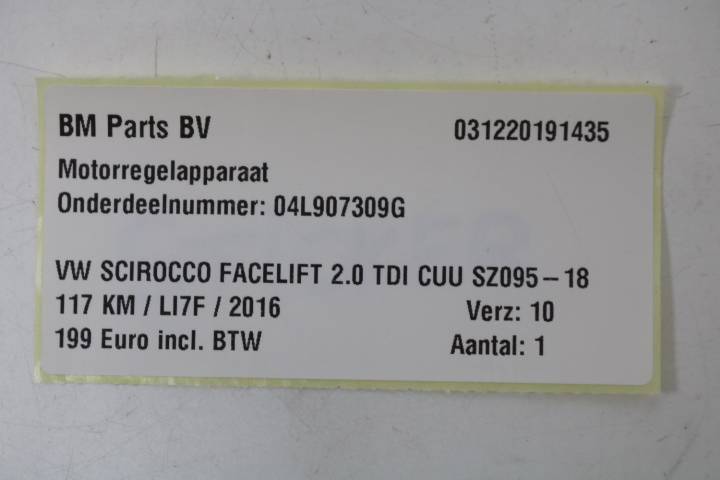 BM Parts BV 031220191435
Motorregelapparaat
Onderdeelnummer: 04L907309G
VW SCIROCCO FACELIFT 2.0 TDI CUU SZ095-18
117 KM / LI7F / 2016 Verz: 10
199 Euro incl. BTW Aantal: 1